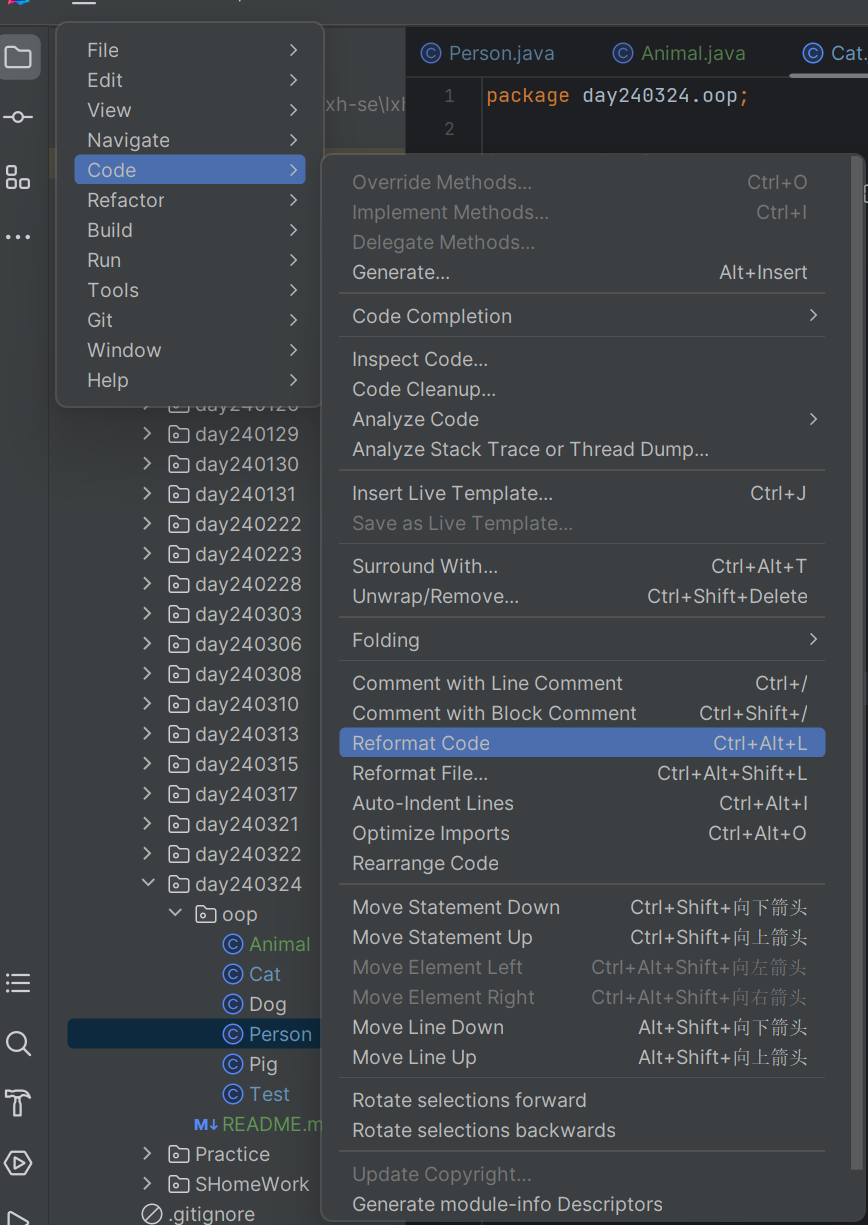 Person.java Animal.java Cat.
1 package day240324.oop;
2
xh-se\lxh
File
Edit
View
Navigate
Code
Refactor
Build
Run
Tools
Git
Window
Help
Override Methods... Ctrl+O
Implement Methods... Ctrl+I
Delegate Methods...
Generate... Alt+Insert
Code Completion
Inspect Code...
Code Cleanup...
Analyze Code
Analyze Stack Trace or Thread Dump...
Insert Live Template... Ctrl+J
Save as Live Template...
Surround With... Ctrl+Alt+T
Unwrap/Remove... Ctrl+Shift+Delete
Folding
Comment with Line Comment Ctrl+/
Comment with Block Comment Ctrl+Shift+/
Reformat Code Ctrl+Alt+L
Reformat File... Ctrl+Alt+Shift+L
Auto-Indent Lines Ctrl+Alt+I
Optimize Imports Ctrl+Alt+O
Rearrange Code
Move Statement Down Ctrl+Shift+向下箭头
Move Statement Up Ctrl+Shift+向上箭头
Move Element Left Ctrl+Alt+Shift+向左箭头
Move Element Right Ctrl+Alt+Shift+向右箭头
Move Line Down Alt+Shift+向下箭头
Move Line Up Alt+Shift+向上箭头
Rotate selections forward
Rotate selections backwards
Update Copyright...
Generate module-info Descriptors
day240129
day240130
day240131
day240222
day240223
day240228
day240303
day240306
day240308
day240310
day240313
day240315
day240317
day240321
day240322
day240324
oop
Animal
Cat
Dog
Person
Pig
Test
README.m
Practice
SHomeWork
.gitignore